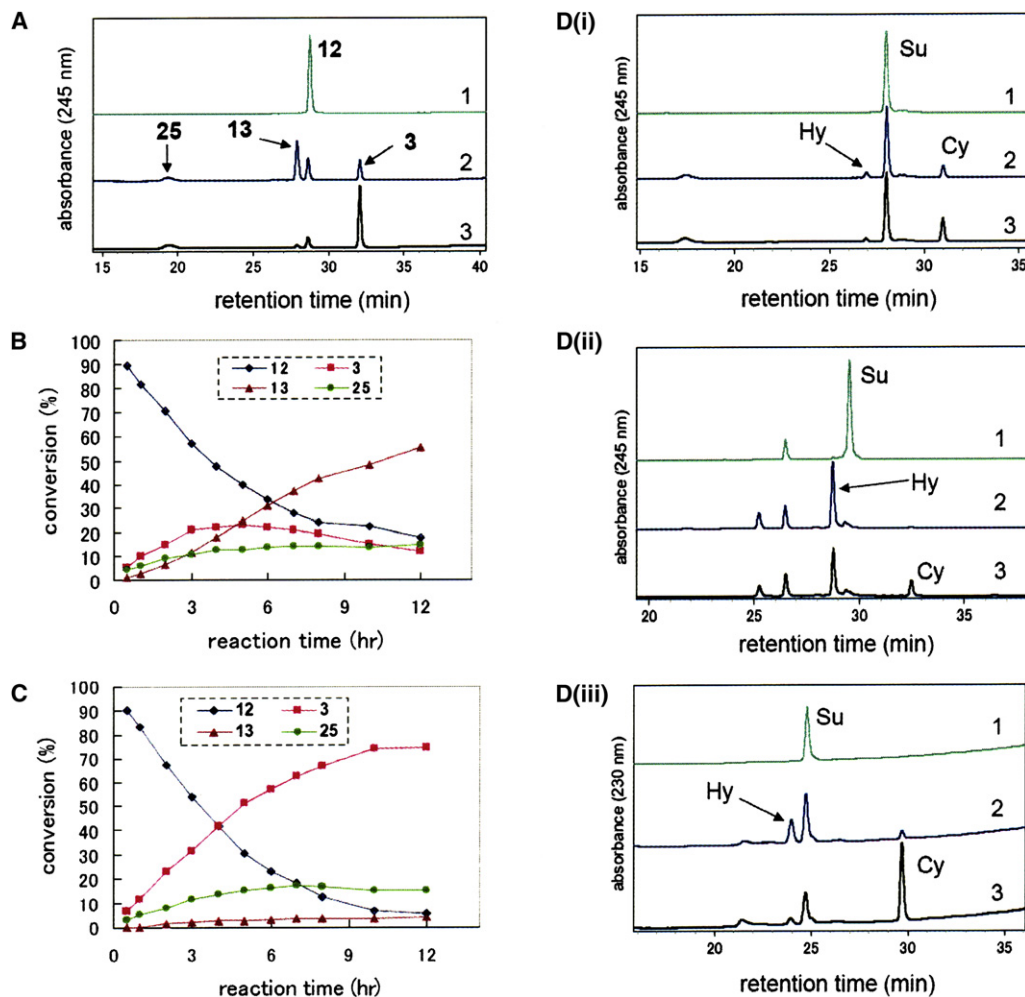 A
absorbance (245 nm)
12
1
25
13
3
2
3
15 20 25 30 35 40
retention time (min)
B
conversion (%)
100
90
80
70
60
50
40
30
20
10
0
12 3
13 25
0 3 6 9 12
reaction time (hr)
C
conversion (%)
100
90
80
70
60
50
40
30
20
10
0
12 3
13 25
0 3 6 9 12
reaction time (hr)
D(i)
absorbance (245 nm)
Su
1
Hy
Cy
2
3
15 20 25 30 35
retention time (min)
D(ii)
absorbance (245 nm)
Su
1
Hy
2
Cy
3
20 25 30 35
retention time (min)
D(iii)
absorbance (230 nm)
Su
1
Hy
2
Cy
3
20 25 30 35
retention time (min)